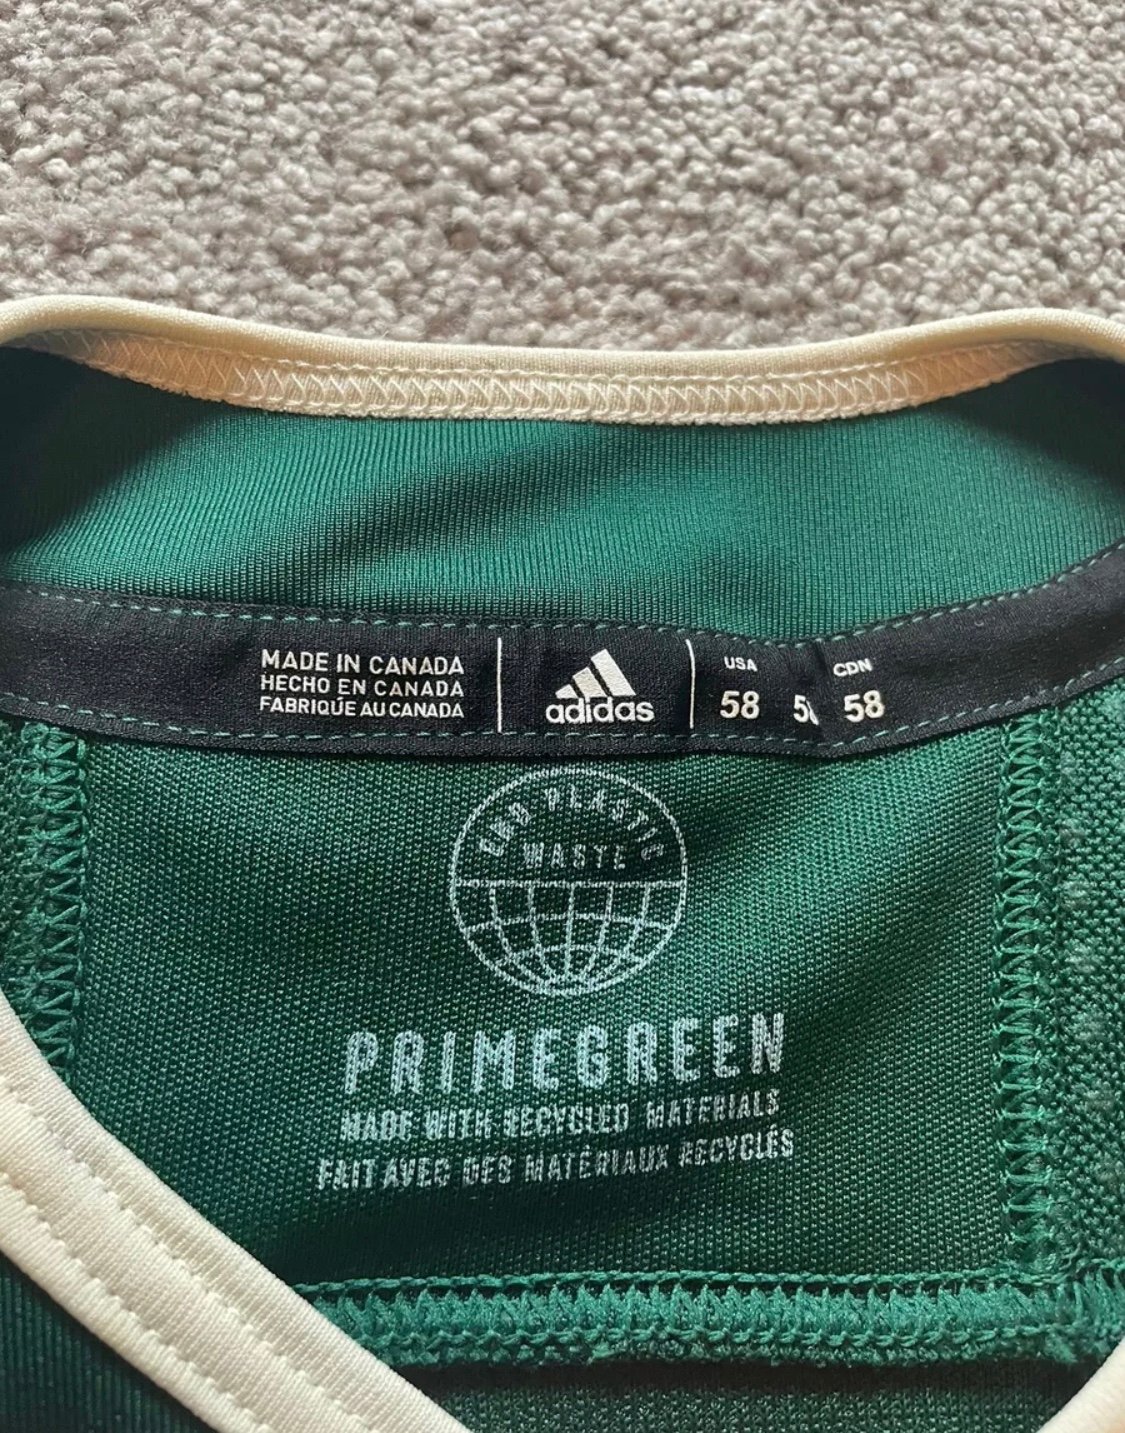 MADE IN CANADA
HECHO EN CANADA
FABRIQUÉ AU CANADA
adidas
USA
58
CDN
58
END PLASTIC
WASTE
PRIMEGREEN
MADE WITH RECYCLED MATERIALS
FAIT AVEC DES MATÉRIAUX RECYCLÉS